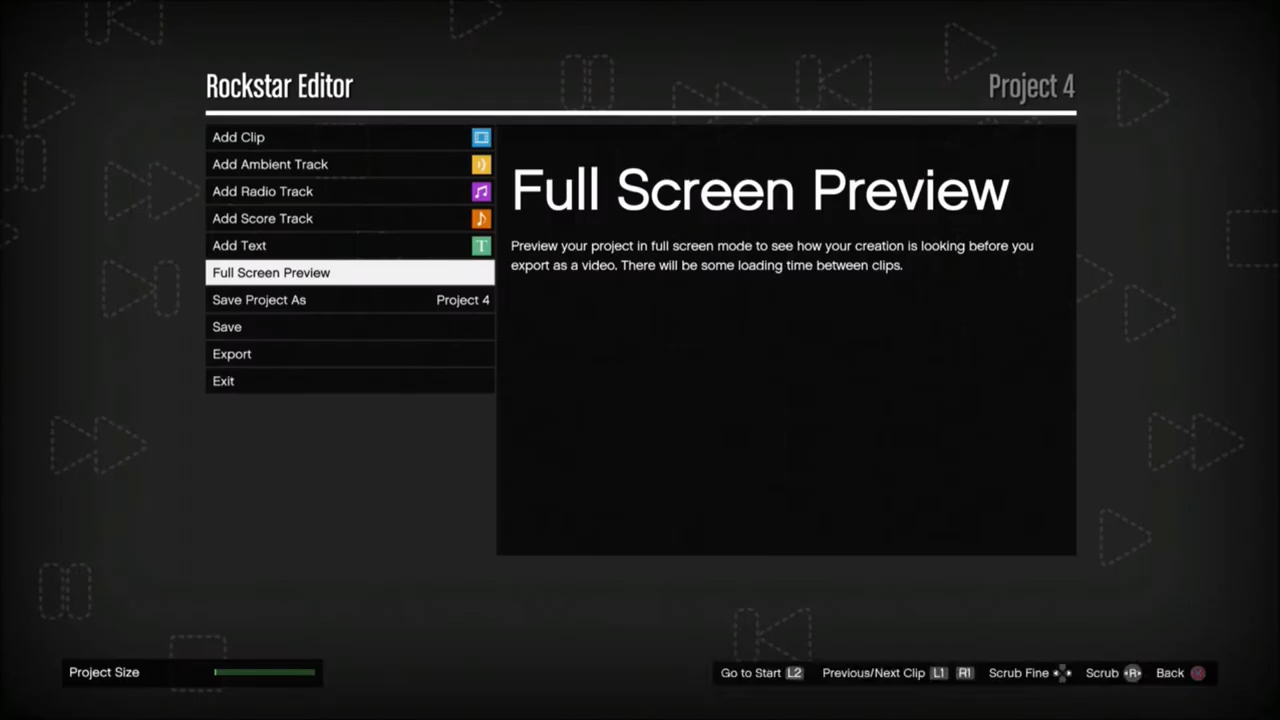 Rockstar Editor
Project 4
Add Clip
Add Ambient Track
Add Radio Track
Add Score Track
Add Text
T
Full Screen Preview
Save Project As Project 4
Save
Export
Exit
Full Screen Preview
Preview your project in full screen mode to see how your creation is looking before you
export as a video. There will be some loading time between clips.
Project Size
Go to Start L2 Previous/Next Clip L1 R1 Scrub Fine Scrub R Back